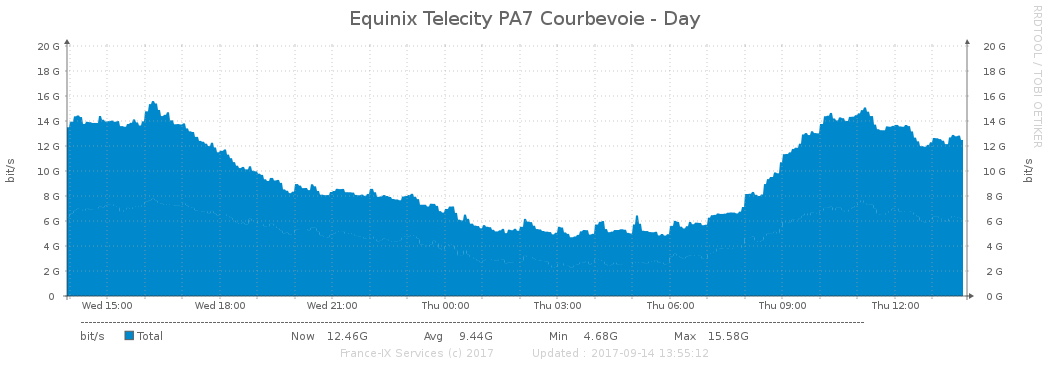 Equinix Telecity PA7 Courbevoie - Day
RRDTOOL / TOBI OETIKER
20 G 20 G
18 G 18 G
16 G 16 G
14 G 14 G
12 G 12 G
10 G 10 G
8 G 8 G
6 G 6 G
4 G 4 G
2 G 2 G
0 0 G
bit/s bit/s
Wed 15:00 Wed 18:00 Wed 21:00 Thu 00:00 Thu 03:00 Thu 06:00 Thu 09:00 Thu 12:00
bit/s Total Now 12.46G Avg 9.44G Min 4.68G Max 15.58G
France-IX Services (c) 2017 Updated : 2017-09-14 13:55:12